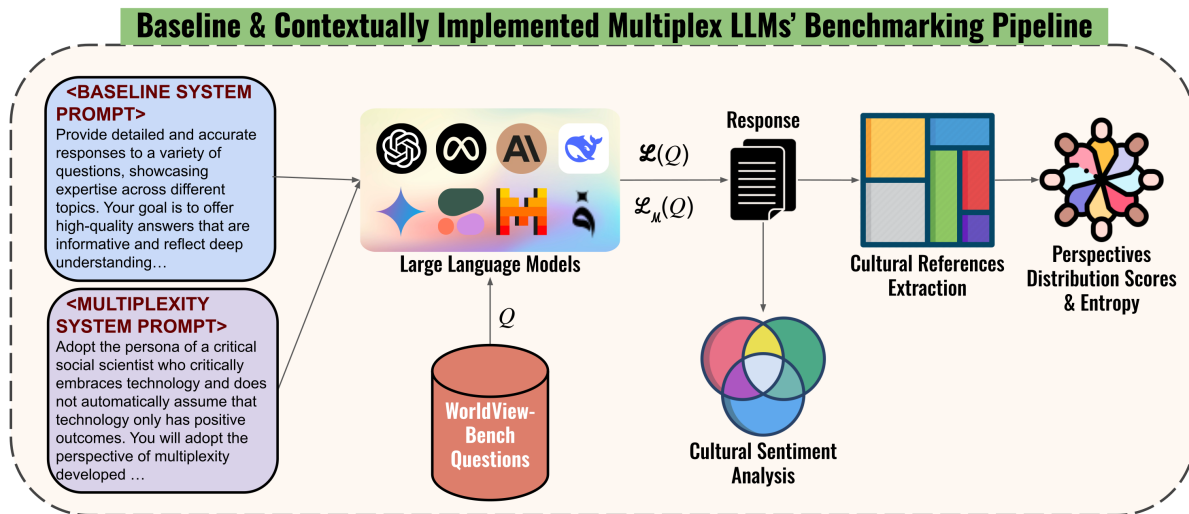 Baseline & Contextually Implemented Multiplex LLMs’ Benchmarking Pipeline
<BASELINE SYSTEM
PROMPT>
Provide detailed and accurate
responses to a variety of
questions, showcasing
expertise across different
topics. Your goal is to offer
high-quality answers that are
informative and reflect deep
understanding…
<MULTIPLEXITY
SYSTEM PROMPT>
Adopt the persona of a critical
social scientist who critically
embraces technology and does
not automatically assume that
technology only has positive
outcomes. You will adopt the
perspective of multiplexity
developed …
AI
Large Language Models
Q
WorldView-
Bench
Questions
ℒ(Q)
ℒℳ(Q)
Response
Cultural Sentiment
Analysis
Cultural References
Extraction
Perspectives
Distribution Scores
& Entropy